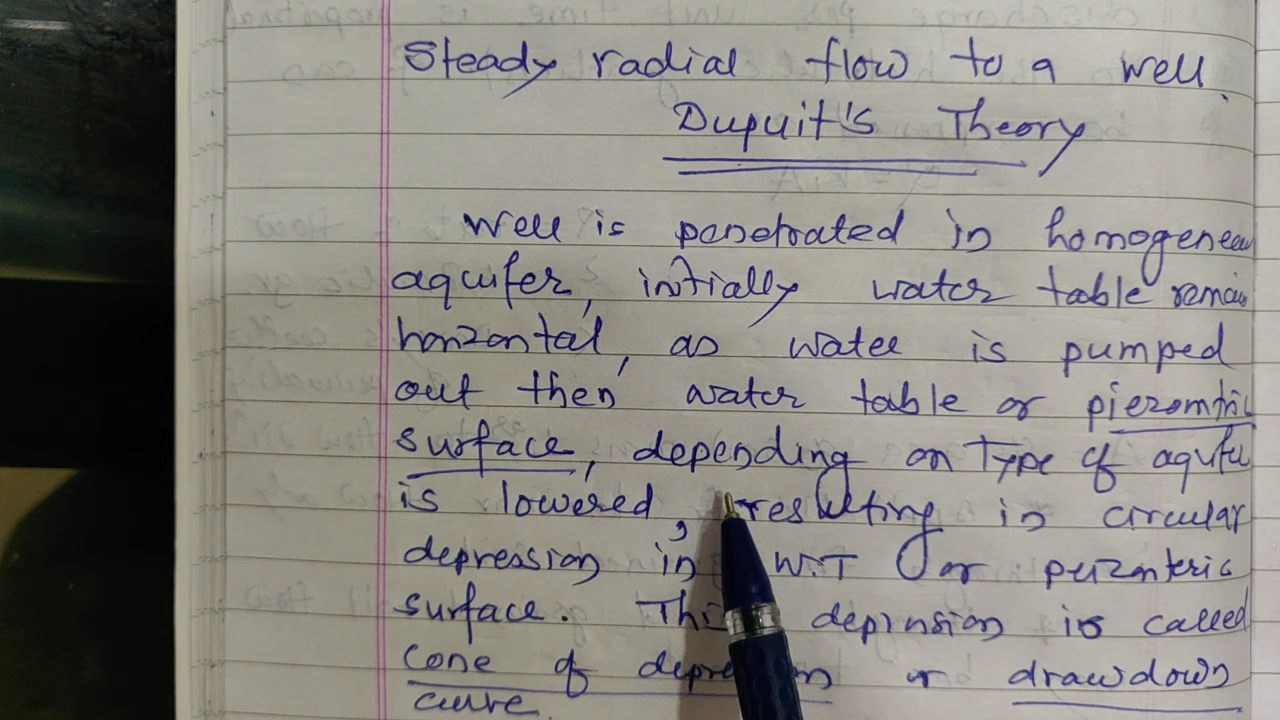 Steady radial flow to a well.
Dupuit's Theory
Well is penetrated in homogeneou
aquifer, initially water table remain
horizontal, as water is pumped
out then water table or piezomtric
surface, depending on Type of aquifer
is lowered, resulting in circular
depression in W.T or peizontric
surface. This depression is called
cone of depression or drawdown
curve